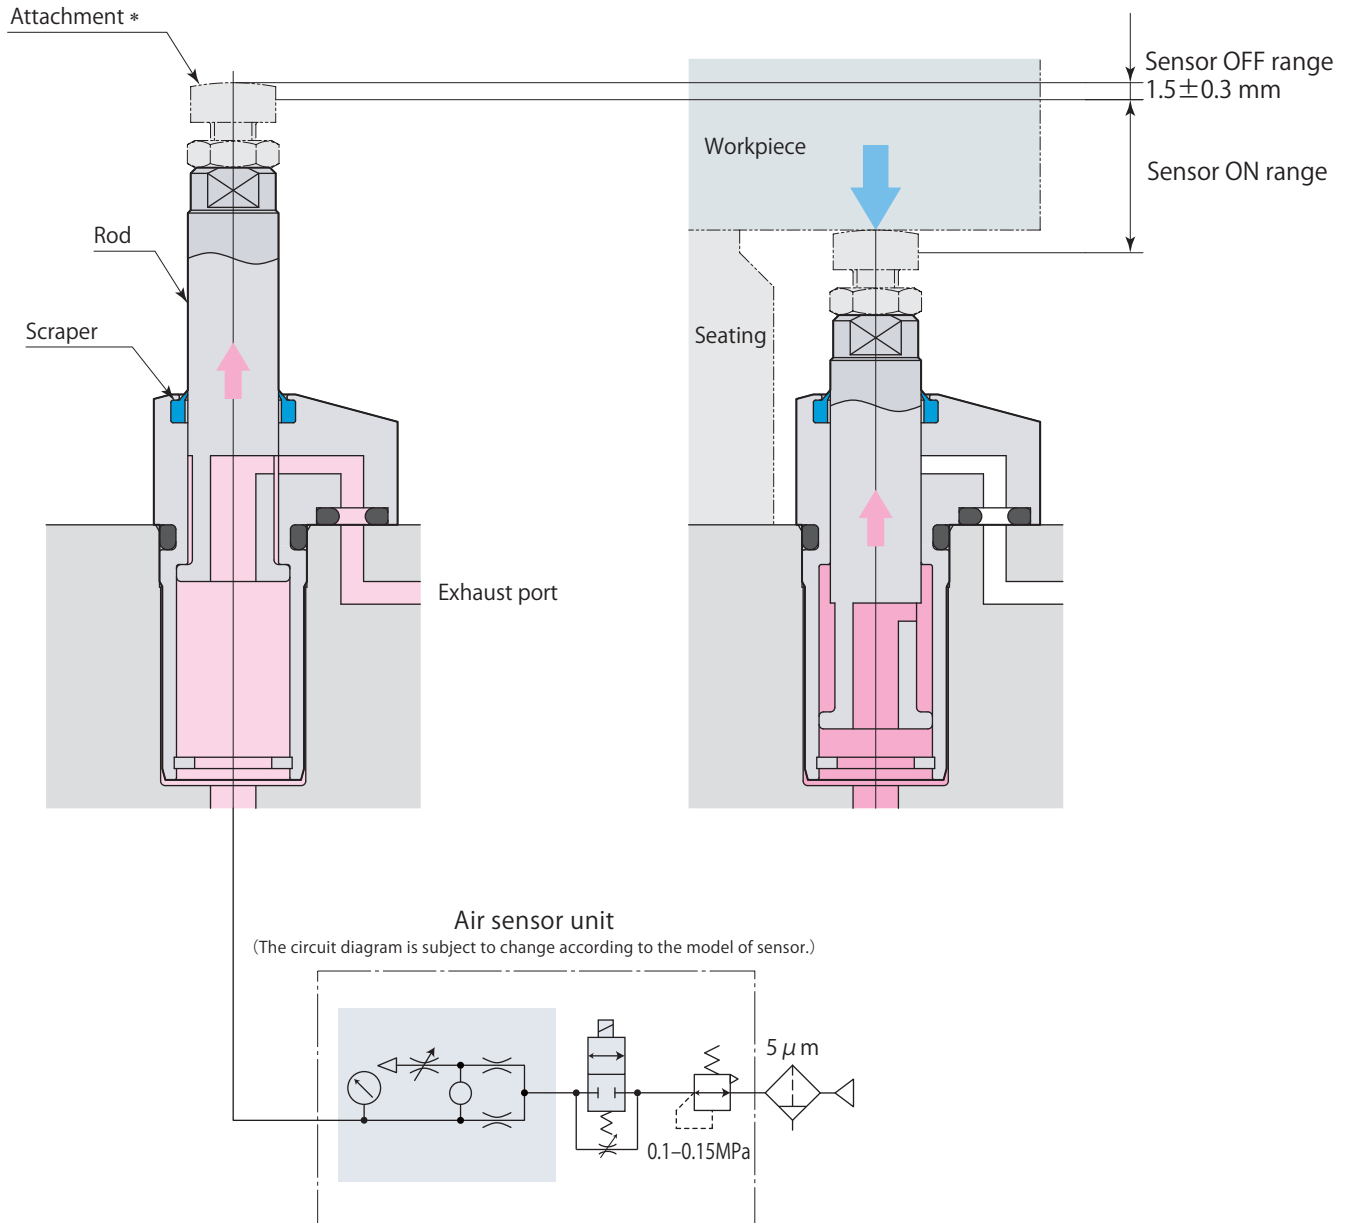 Attachment *
Sensor OFF range
1.5±0.3 mm
Workpiece
Sensor ON range
Rod
Scraper
Seating
Exhaust port
Air sensor unit
(The circuit diagram is subject to change according to the model of sensor.)
5 μm
0.1–0.15MPa